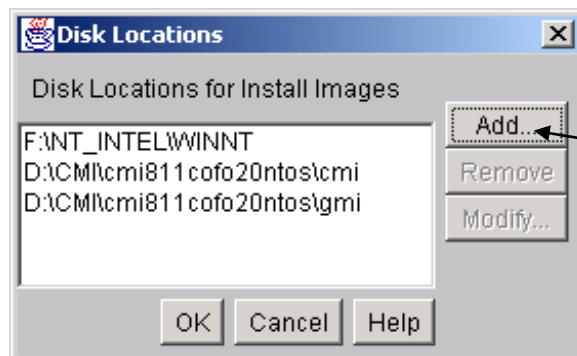 Disk Locations
Disk Locations for Install Images
F:\NT_INTEL\WINNT
D:\CMI\cmi811cofo20ntos\cmi
D:\CMI\cmi811cofo20ntos\gmi
Add...
Remove
Modify...
OK Cancel Help